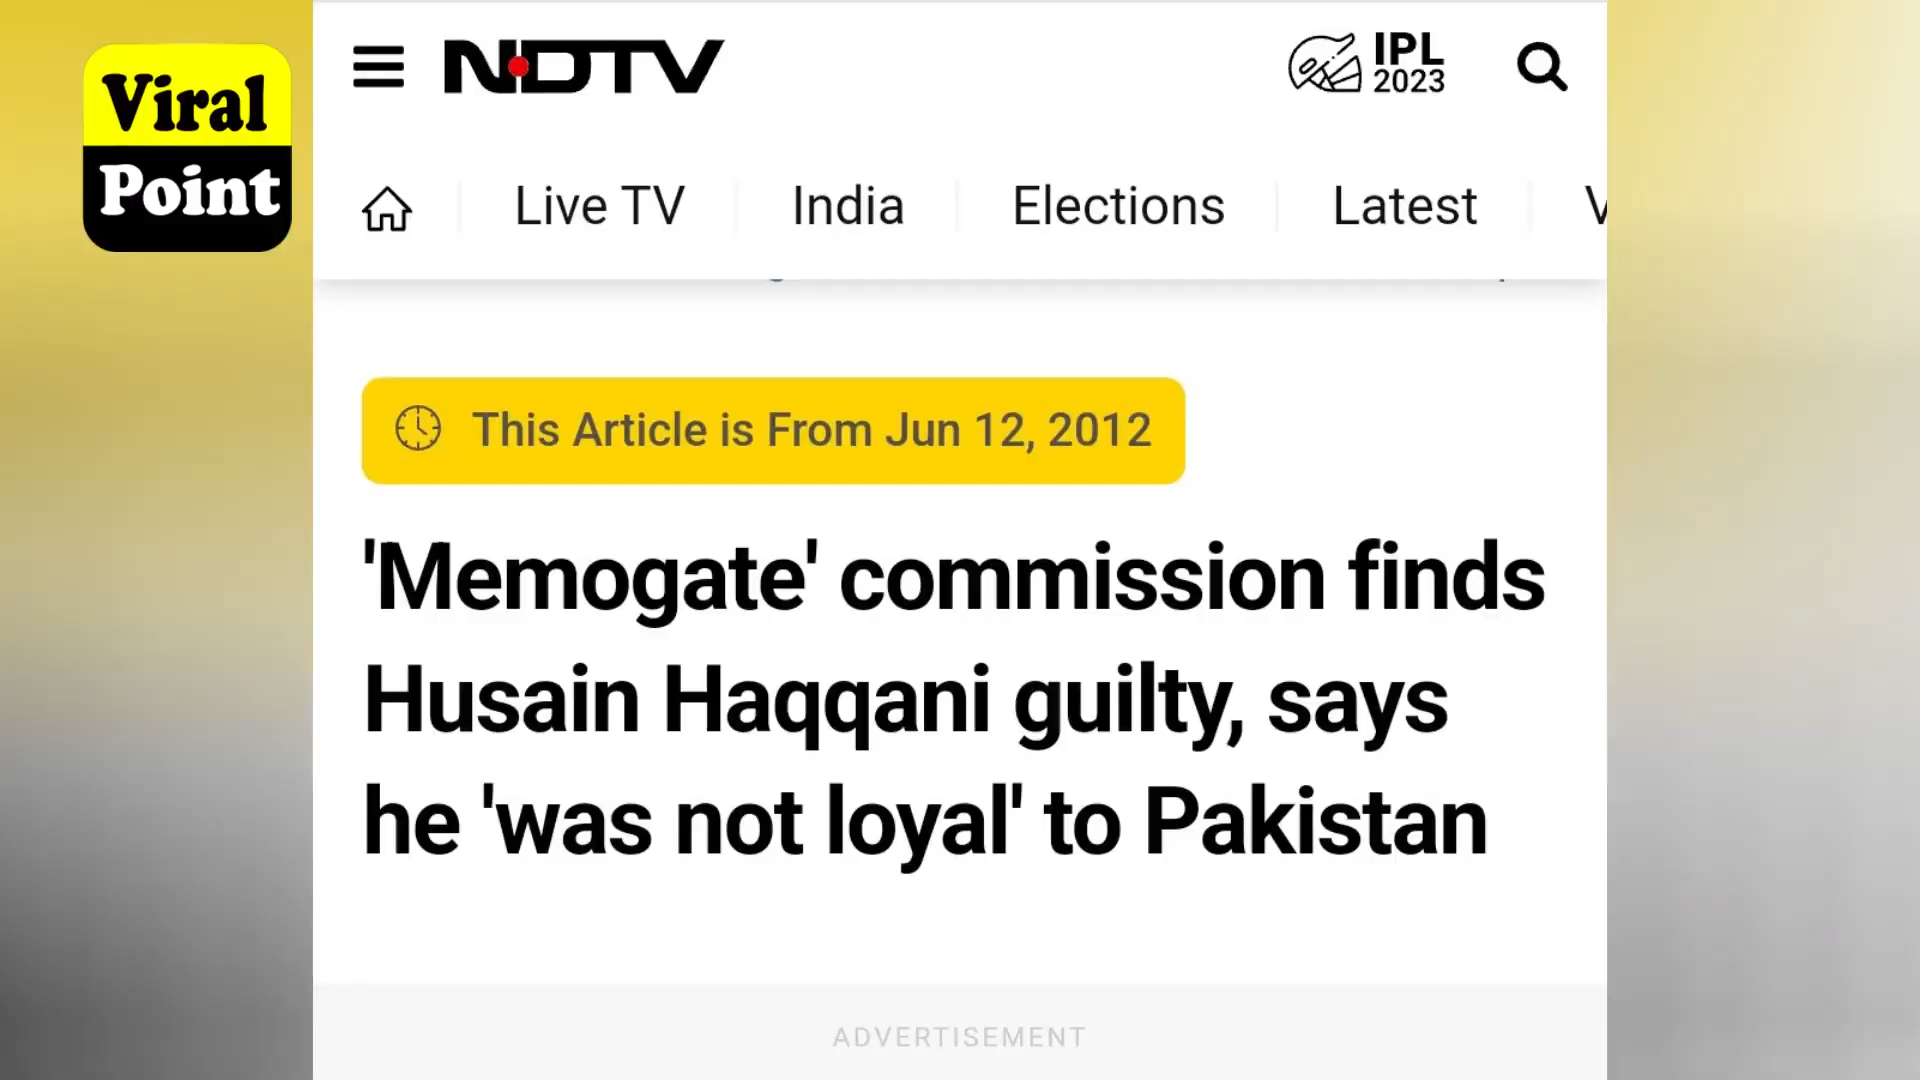 Viral
Point
NDTV
IPL
2023
Live TV
India
Elections
Latest
This Article is From Jun 12, 2012
'Memogate' commission finds
Husain Haqqani guilty, says
he 'was not loyal' to Pakistan
ADVERTISEMENT